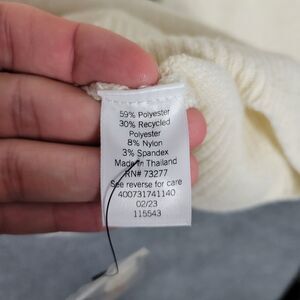 59% Polyester
30% Recycled
Polyester
8% Nylon
3% Spandex
Made in Thailand
RN# 73277
See reverse for care
400731741140
02/23
115543